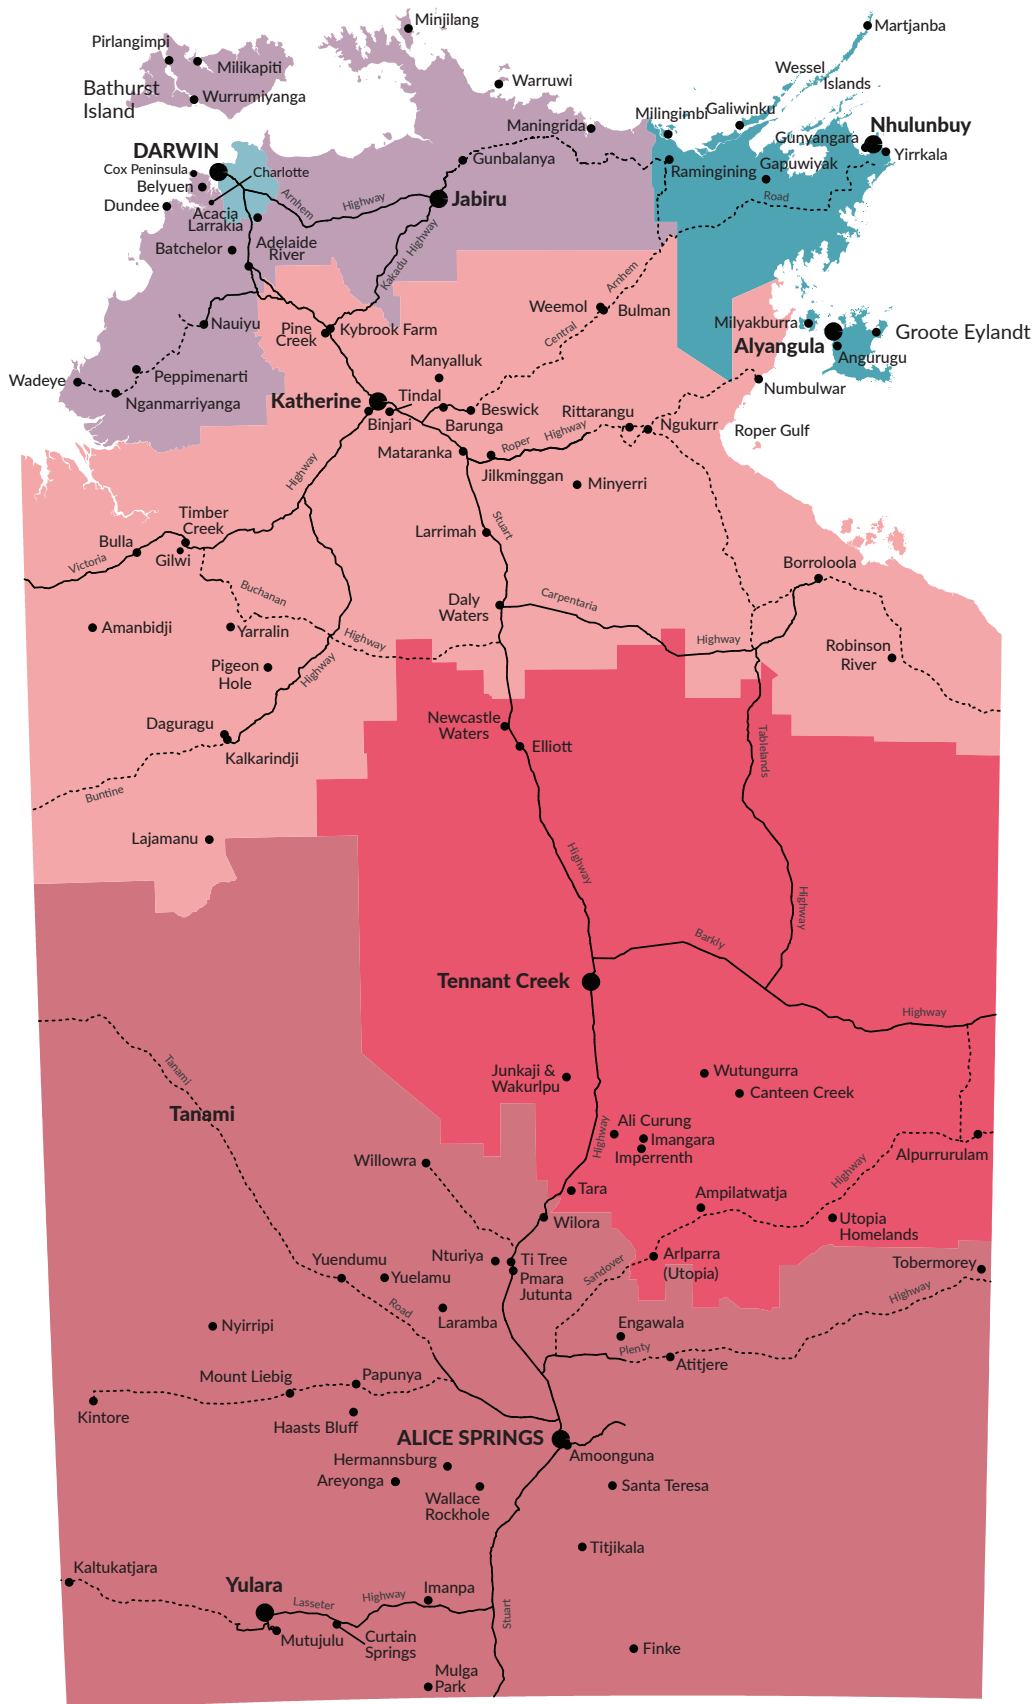 Minjilang
Martjanba
Pirlangimpi
Milikapiti
Wessel
Islands
Bathurst
Island
Wurrumiyanga
Warruwi
Milingimbi
Galiwinku
Maningrida
Nhulunbuy
Gunyangara
Yirrkala
DARWIN
Cox Peninsula
Charlotte
Gunbalanya
Ramingining
Gapuwiyak
Belyuen
Dundee
Acacia
Larrakia
Arnhem
Highway
Jabiru
Road
Batchelor
Adelaide
River
Kakadu
Highway
Arnhem
Central
Weemol
Bulman
Nauiyu
Pine
Creek
Kybrook Farm
Milyakburra
Groote Eylandt
Alyangula
Angurugu
Manyalluk
Wadeye
Peppimenarti
Nganmarriyanga
Numbulwar
Katherine
Tindal
Binjari
Barunga
Beswick
Rittarangu
Ngukurr
Roper Gulf
Mataranka
Roper
Highway
Jilkminggan
Minyerri
Highway
Timber
Creek
Bulla
Gilwi
Victoria
Larrimah
Stuart
Borroloola
Buchanan
Highway
Daly
Waters
Carpentaria
Highway
Amanbidji
Yarralin
Pigeon
Hole
Highway
Robinson
River
Daguragu
Kalkarindji
Newcastle
Waters
Elliott
Tablelands
Buntine
Lajamanu
Highway
Highway
Barkly
Tennant Creek
Highway
Tanami
Tanami
Junkaji &
Wakurlpu
Wutungurra
Canteen Creek
Highway
Ali Curung
Imangara
Imperrenth
Alpurrurulam
Willowra
Tara
Ampilatwatja
Highway
Wilora
Utopia
Homelands
Nturiya
Ti Tree
Pmara
Jutunta
Sandover
Arlparra
(Utopia)
Tobermorey
Yuendumu
Yuelamu
Road
Laramba
Highway
Nyirripi
Engawala
Plenty
Atitjere
Mount Liebig
Papunya
Kintore
Haasts Bluff
ALICE SPRINGS
Amoonguna
Hermannsburg
Areyonga
Wallace
Rockhole
Santa Teresa
Titjikala
Kaltukatjara
Yulara
Lasseter
Highway
Imanpa
Stuart
Mutujulu
Curtain
Springs
Finke
Mulga
Park